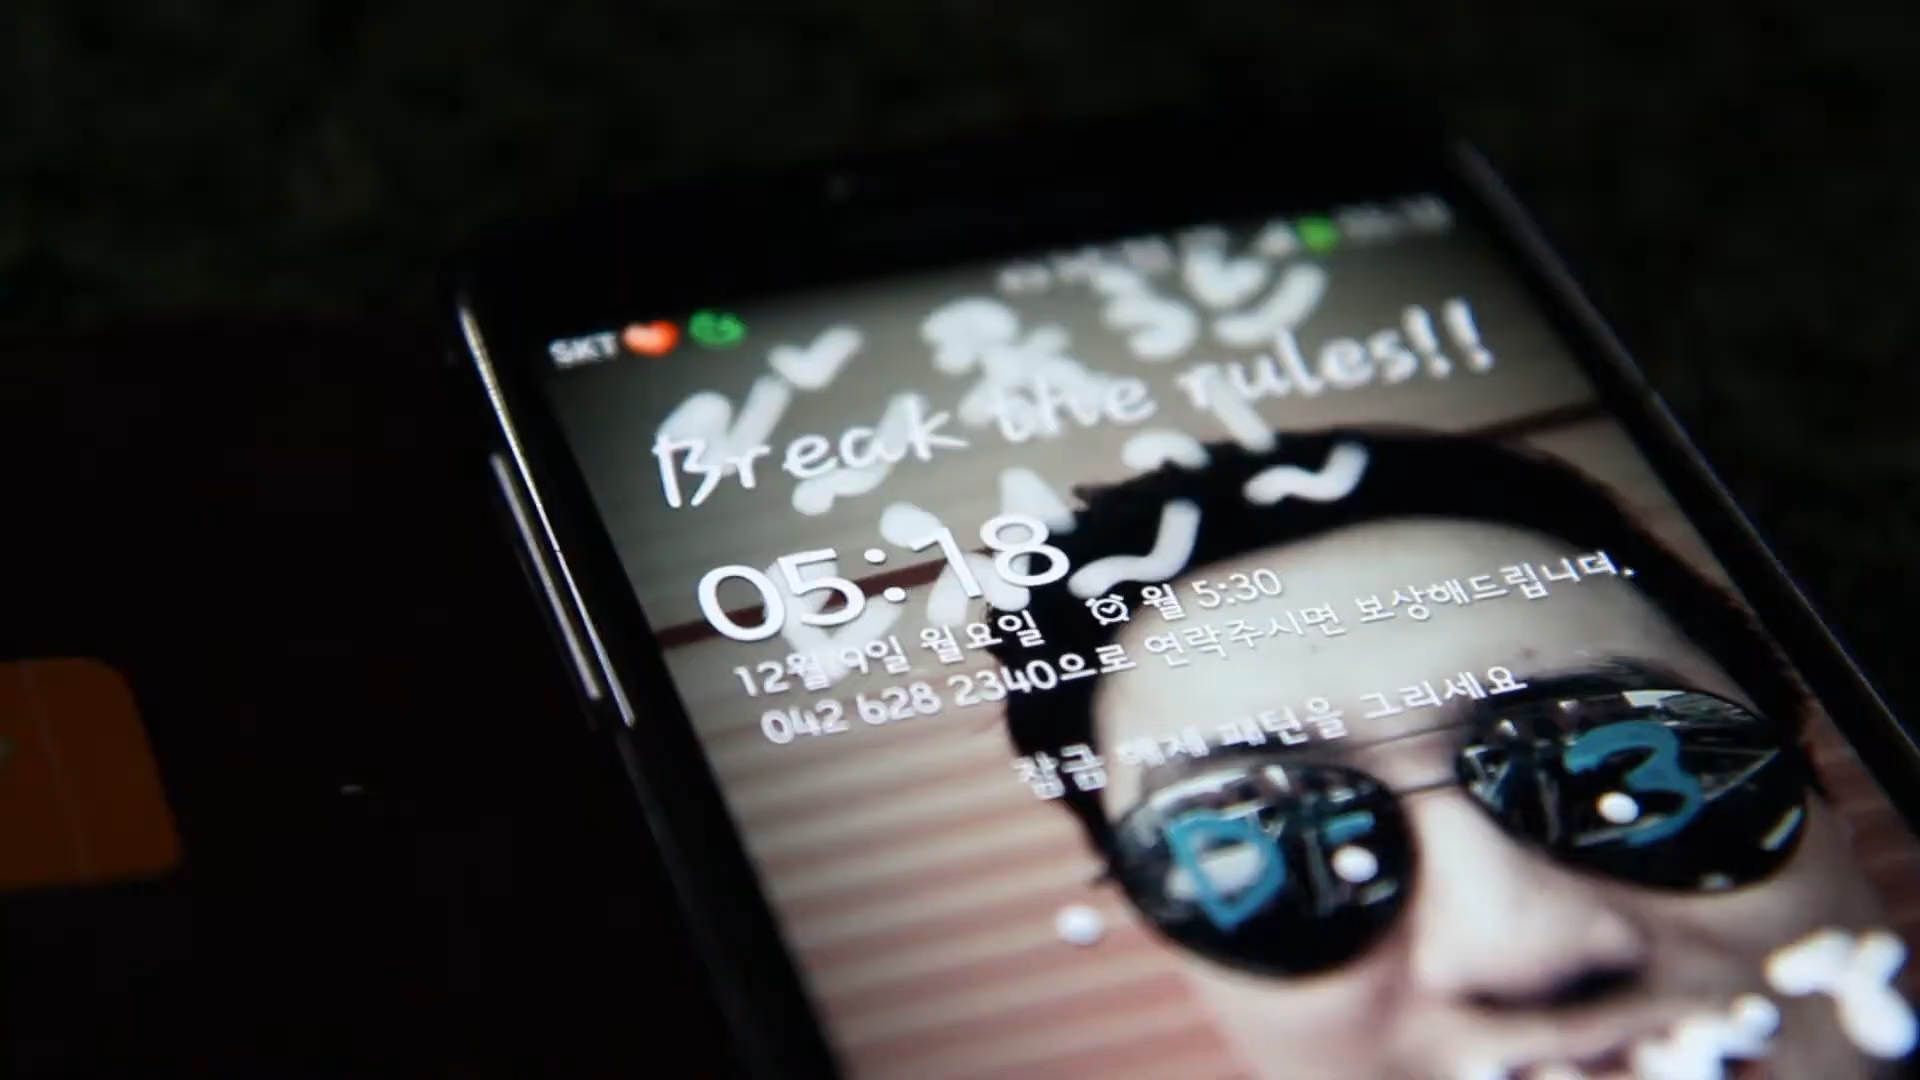 SKT
Break the rules!!
05:18
12월 9일 월요일 월 5:30
042 628 2340으로 연락주시면 보상해드립니다.
잠금 해제 패턴을 그리세요
D
3